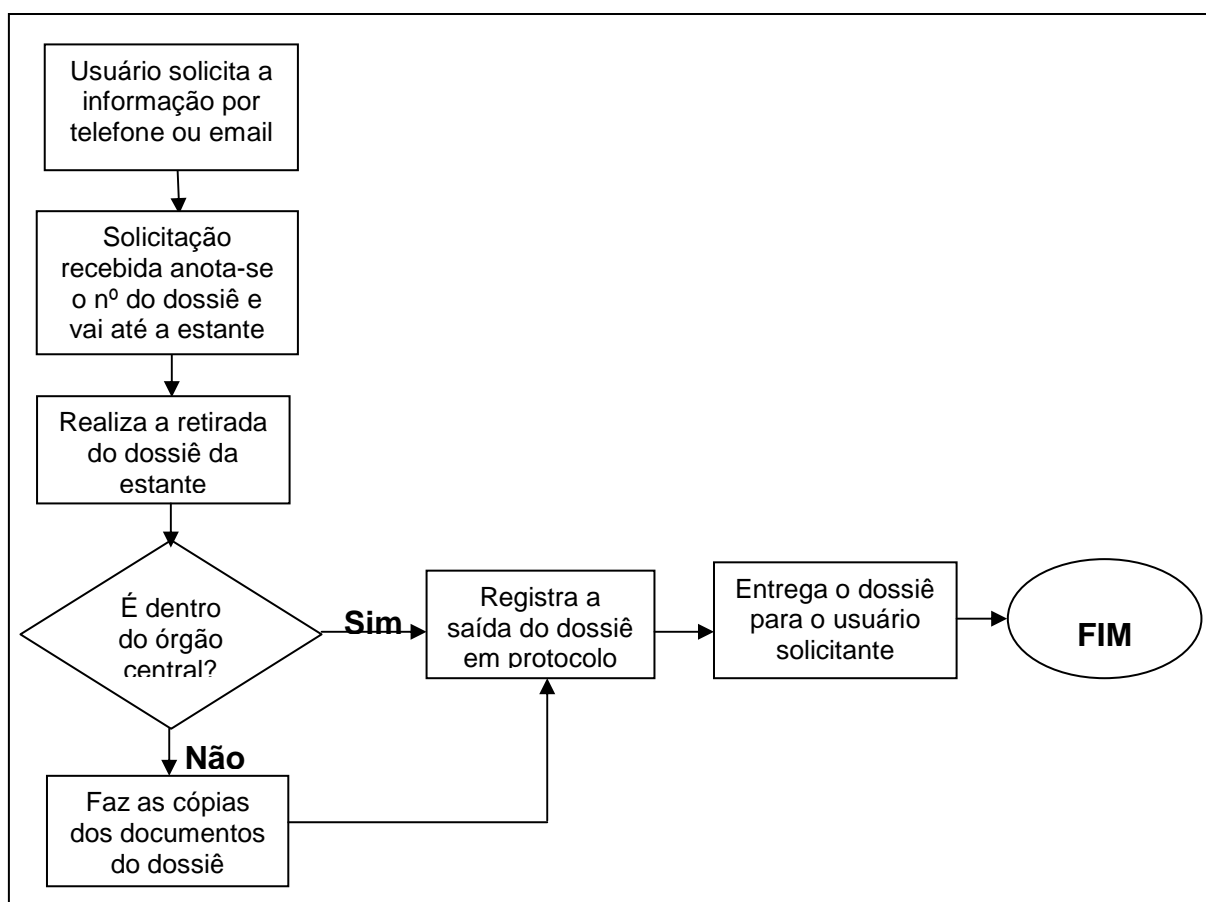 Usuário solicita a
informação por
telefone ou email
Solicitação
recebida anota-se
o nº do dossiê e
vai até a estante
Realiza a retirada
do dossiê da
estante
É dentro
do órgão
central?
Sim
Registra a
saída do dossiê
em protocolo
Entrega o dossiê
para o usuário
solicitante
FIM
Não
Faz as cópias
dos documentos
do dossiê